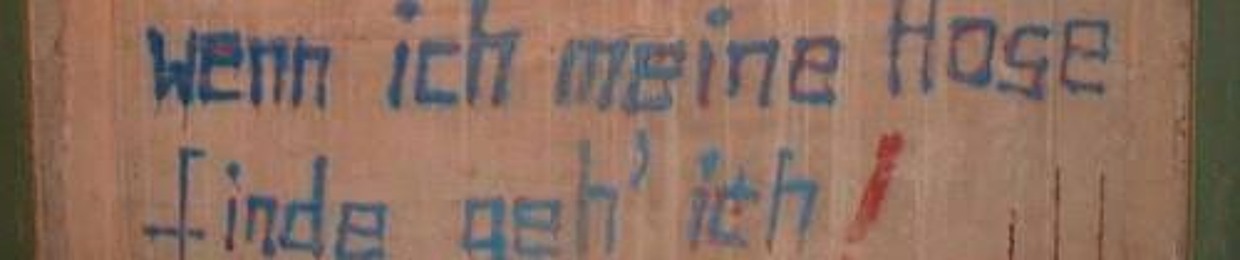 wenn ich meine Hose
finde geh' ich !